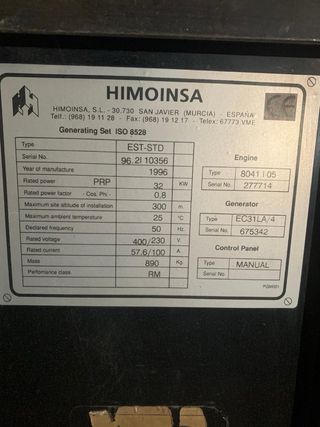 HIMOINSA
HIMOINSA, S.L. - 30.730 SAN JAVIER (MURCIA) - ESPAÑA
Telf.: (968) 19 11 28 - Fax: (968) 19 12 17 - Telex: 67773 VME
CE
Generating Set ISO 8528
Type EST-STD
Serial No. 96.2I 10356
Year of manufacture 1996
Rated power PRP 32 KW
Rated power factor - Cos. Phi.- 0.8
Maximum site altitude of installation 300 m.
Maximum ambient temperature 25 °C
Declared frequency 50 Hz.
Rated voltage 400/230 V.
Rated current 57.6/100 A.
Mass 890 Kg
Perfomance class RM
Engine
Type 8041 I 05
Serial No. 277714
Generator
Type EC31LA/4
Serial No. 675342
Control Panel
Type MANUAL
Serial No.